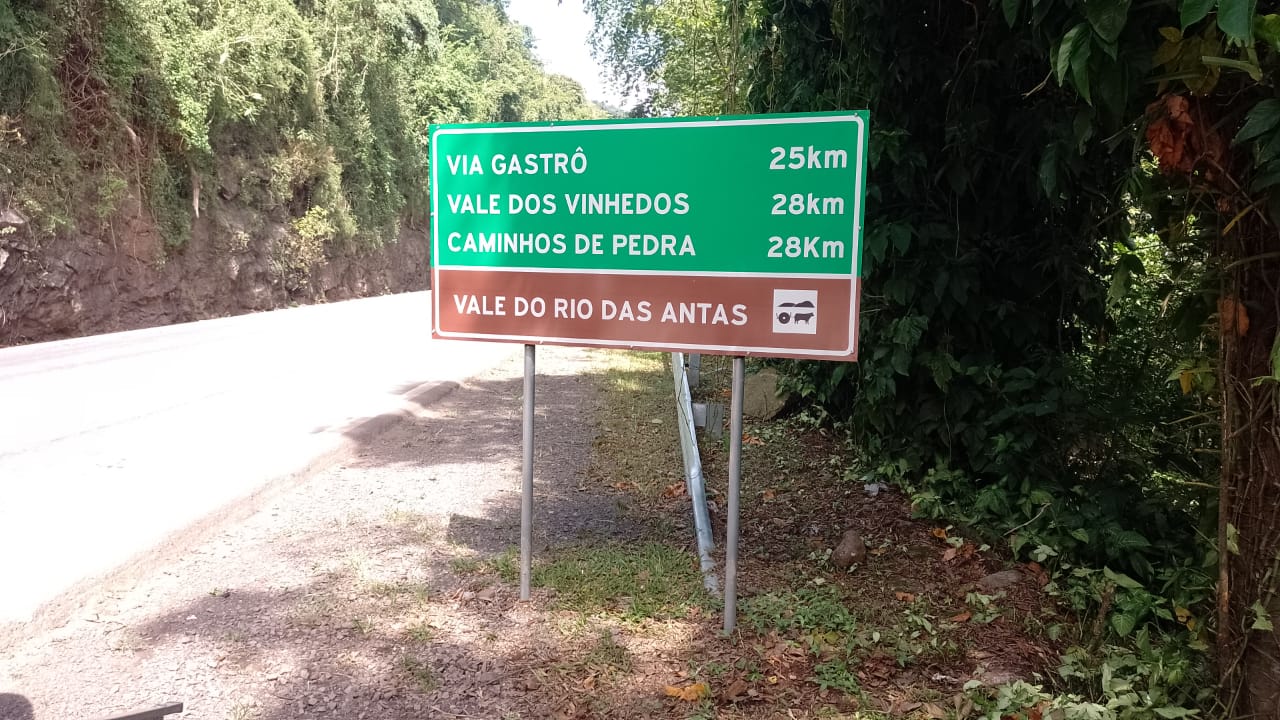 VIA GASTRÔ 25km
VALE DOS VINHEDOS 28km
CAMINHOS DE PEDRA 28Km
VALE DO RIO DAS ANTAS